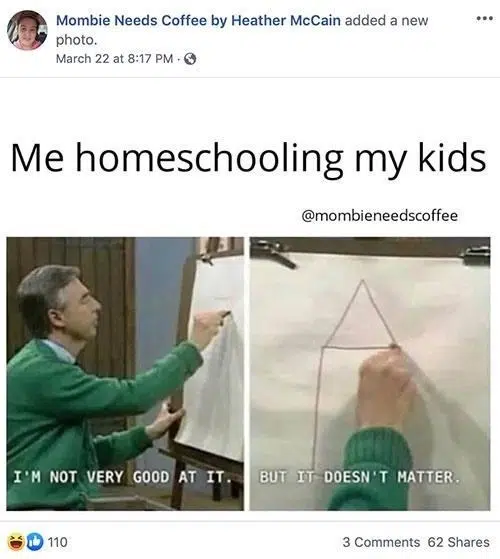 Mombie Needs Coffee by Heather McCain added a new
photo.
March 22 at 8:17 PM ·
Me homeschooling my kids
@mombieneedscoffee
I'M NOT VERY GOOD AT IT.
BUT IT DOESN'T MATTER.
110
3 Comments 62 Shares